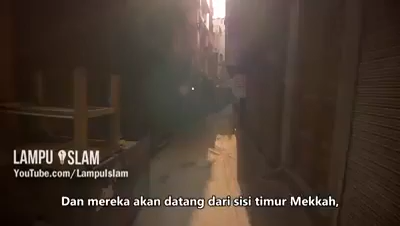 LAMPU ISLAM
YouTube.com/LampuIslam
Dan mereka akan datang dari sisi timur Mekkah,